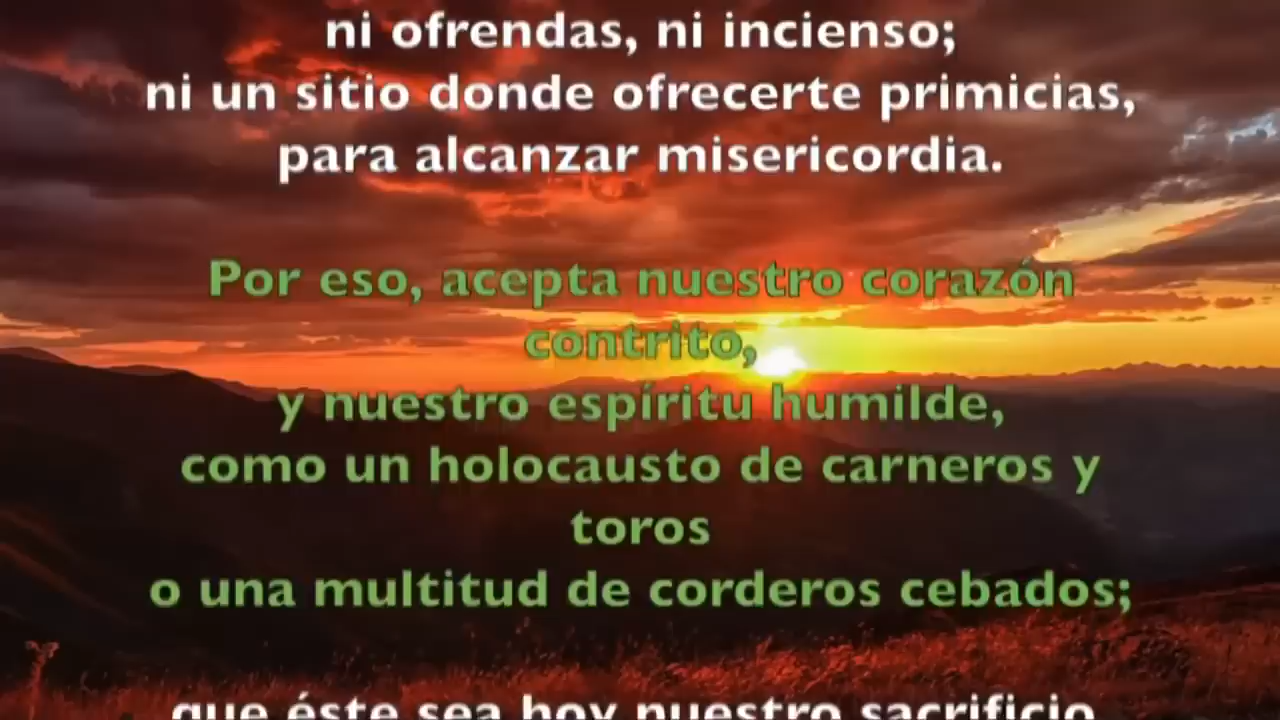 ni ofrendas, ni incienso;
ni un sitio donde ofrecerte primicias,
para alcanzar misericordia.
Por eso, acepta nuestro corazón
contrito,
y nuestro espíritu humilde,
como un holocausto de carneros y
toros
o una multitud de corderos cebados;
que éste sea hoy nuestro sacrificio